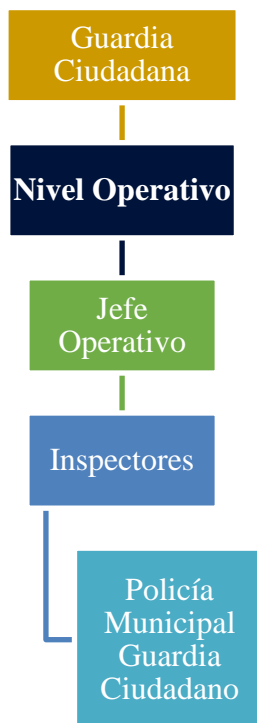 Guardia
Ciudadana
Nivel Operativo
Jefe
Operativo
Inspectores
Policía
Municipal
Guardia
Ciudadano